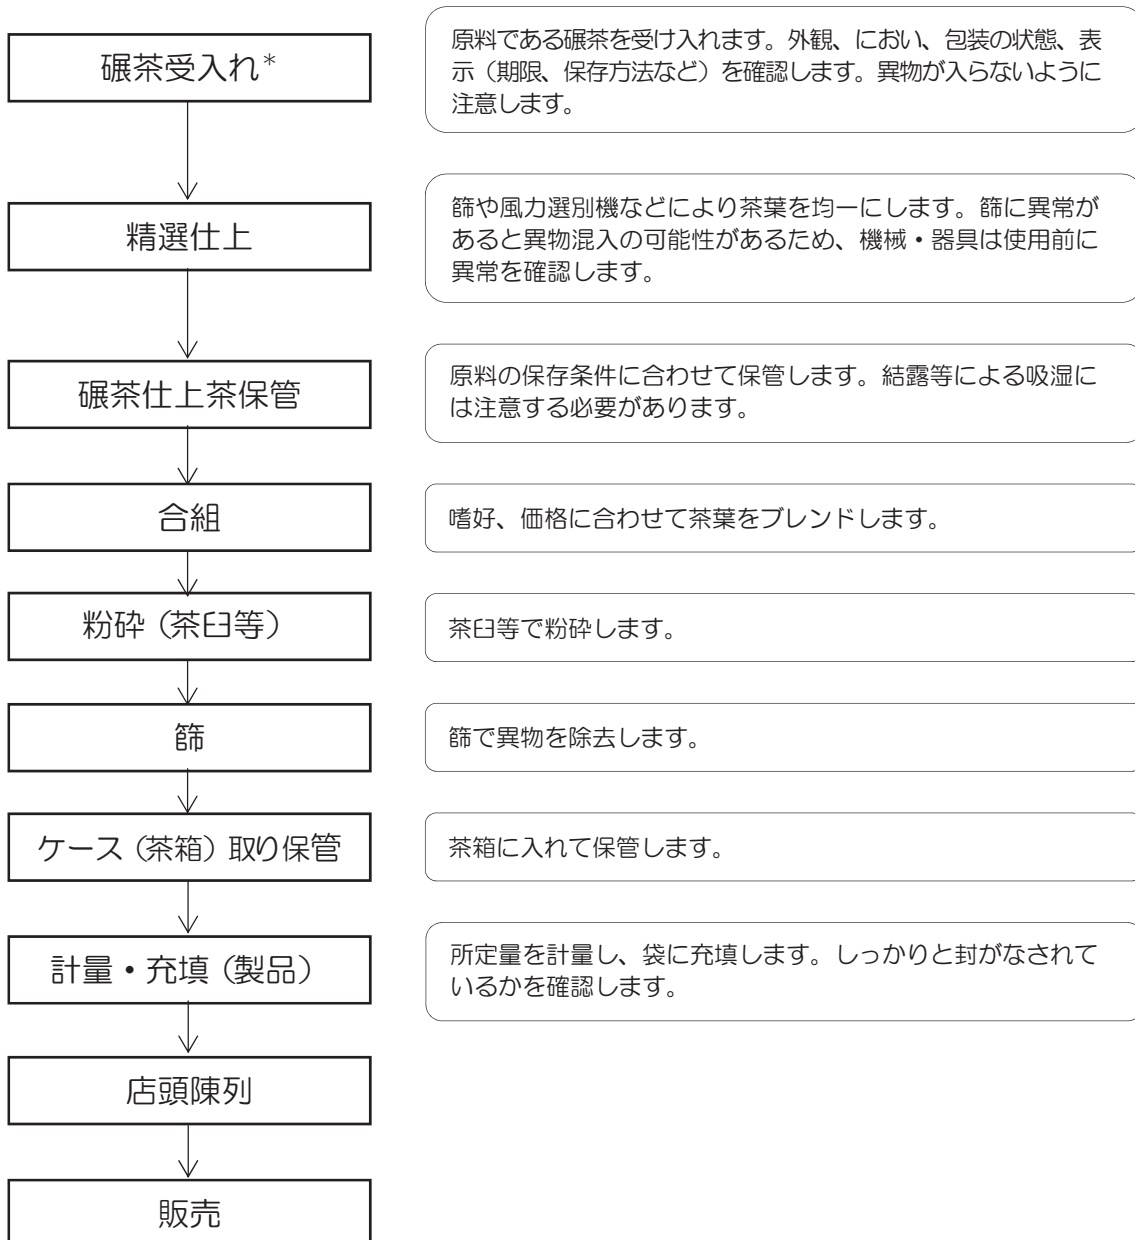 碾茶受入れ*
原料である碾茶を受け入れます。外観、におい、包装の状態、表
示（期限、保存方法など）を確認します。異物が入らないように
注意します。
精選仕上
篩や風力選別機などにより茶葉を均一にします。篩に異常が
あると異物混入の可能性があるため、機械・器具は使用前に
異常を確認します。
碾茶仕上茶保管
原料の保存条件に合わせて保管します。結露等による吸湿に
は注意する必要があります。
合組
嗜好、価格に合わせて茶葉をブレンドします。
粉砕（茶臼等）
茶臼等で粉砕します。
篩
篩で異物を除去します。
ケース（茶箱）取り保管
茶箱に入れて保管します。
計量・充填（製品）
所定量を計量し、袋に充填します。しっかりと封がなされて
いるかを確認します。
店頭陳列
販売